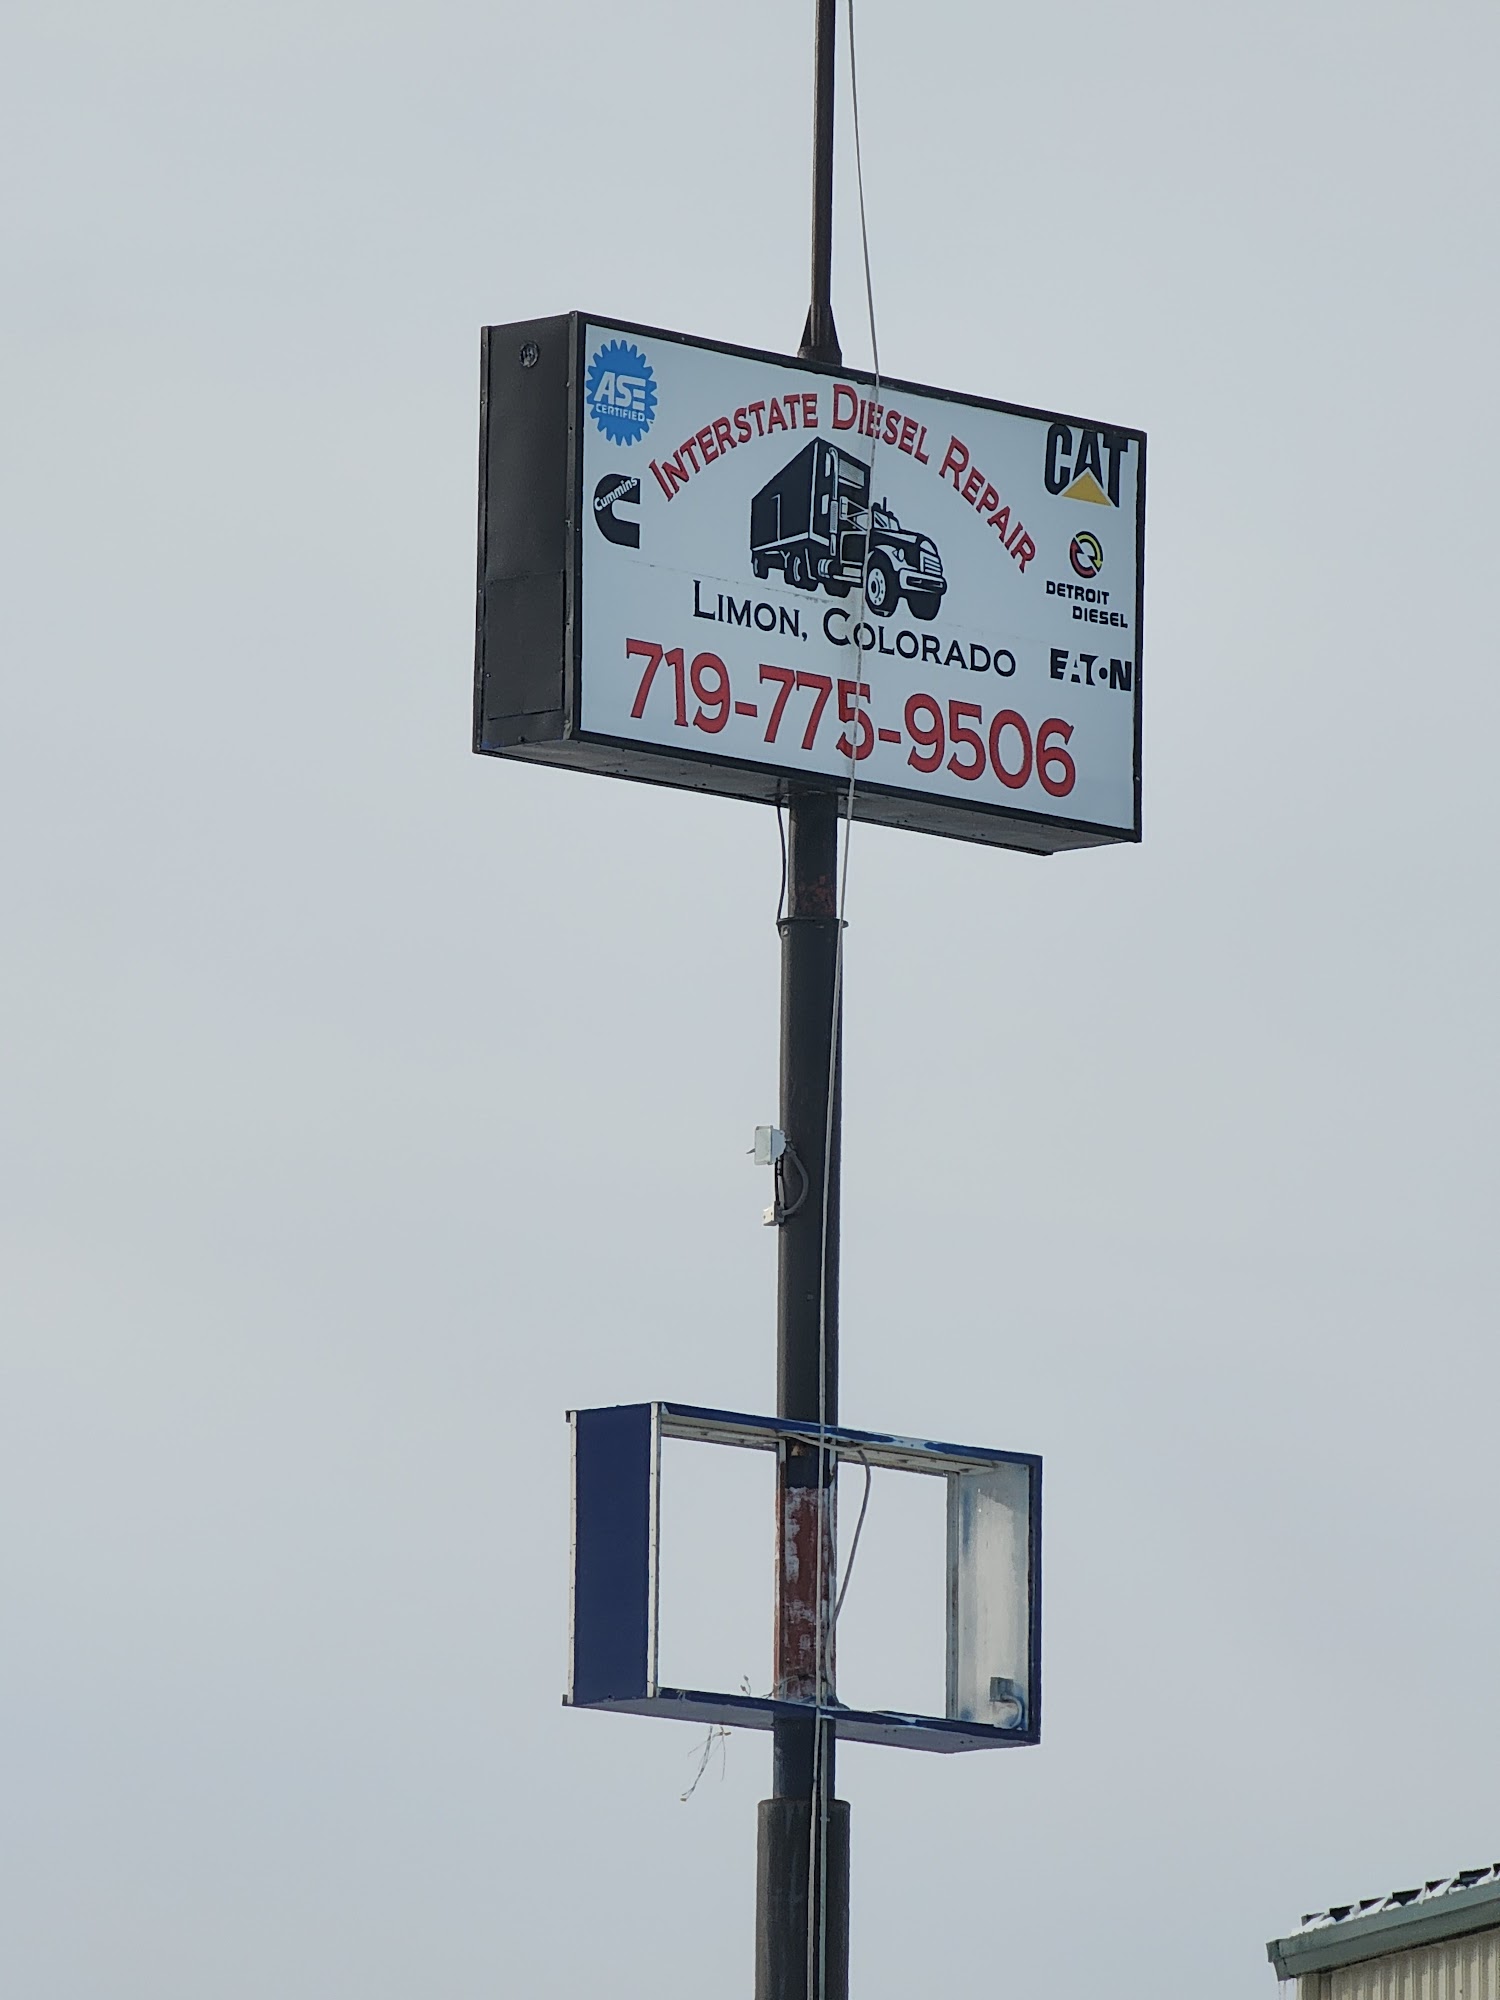 ASE
CERTIFIED
Cummins
INTERSTATE DIESEL REPAIR
CAT
DETROIT
DIESEL
EATON
LIMON, COLORADO
719-775-9506